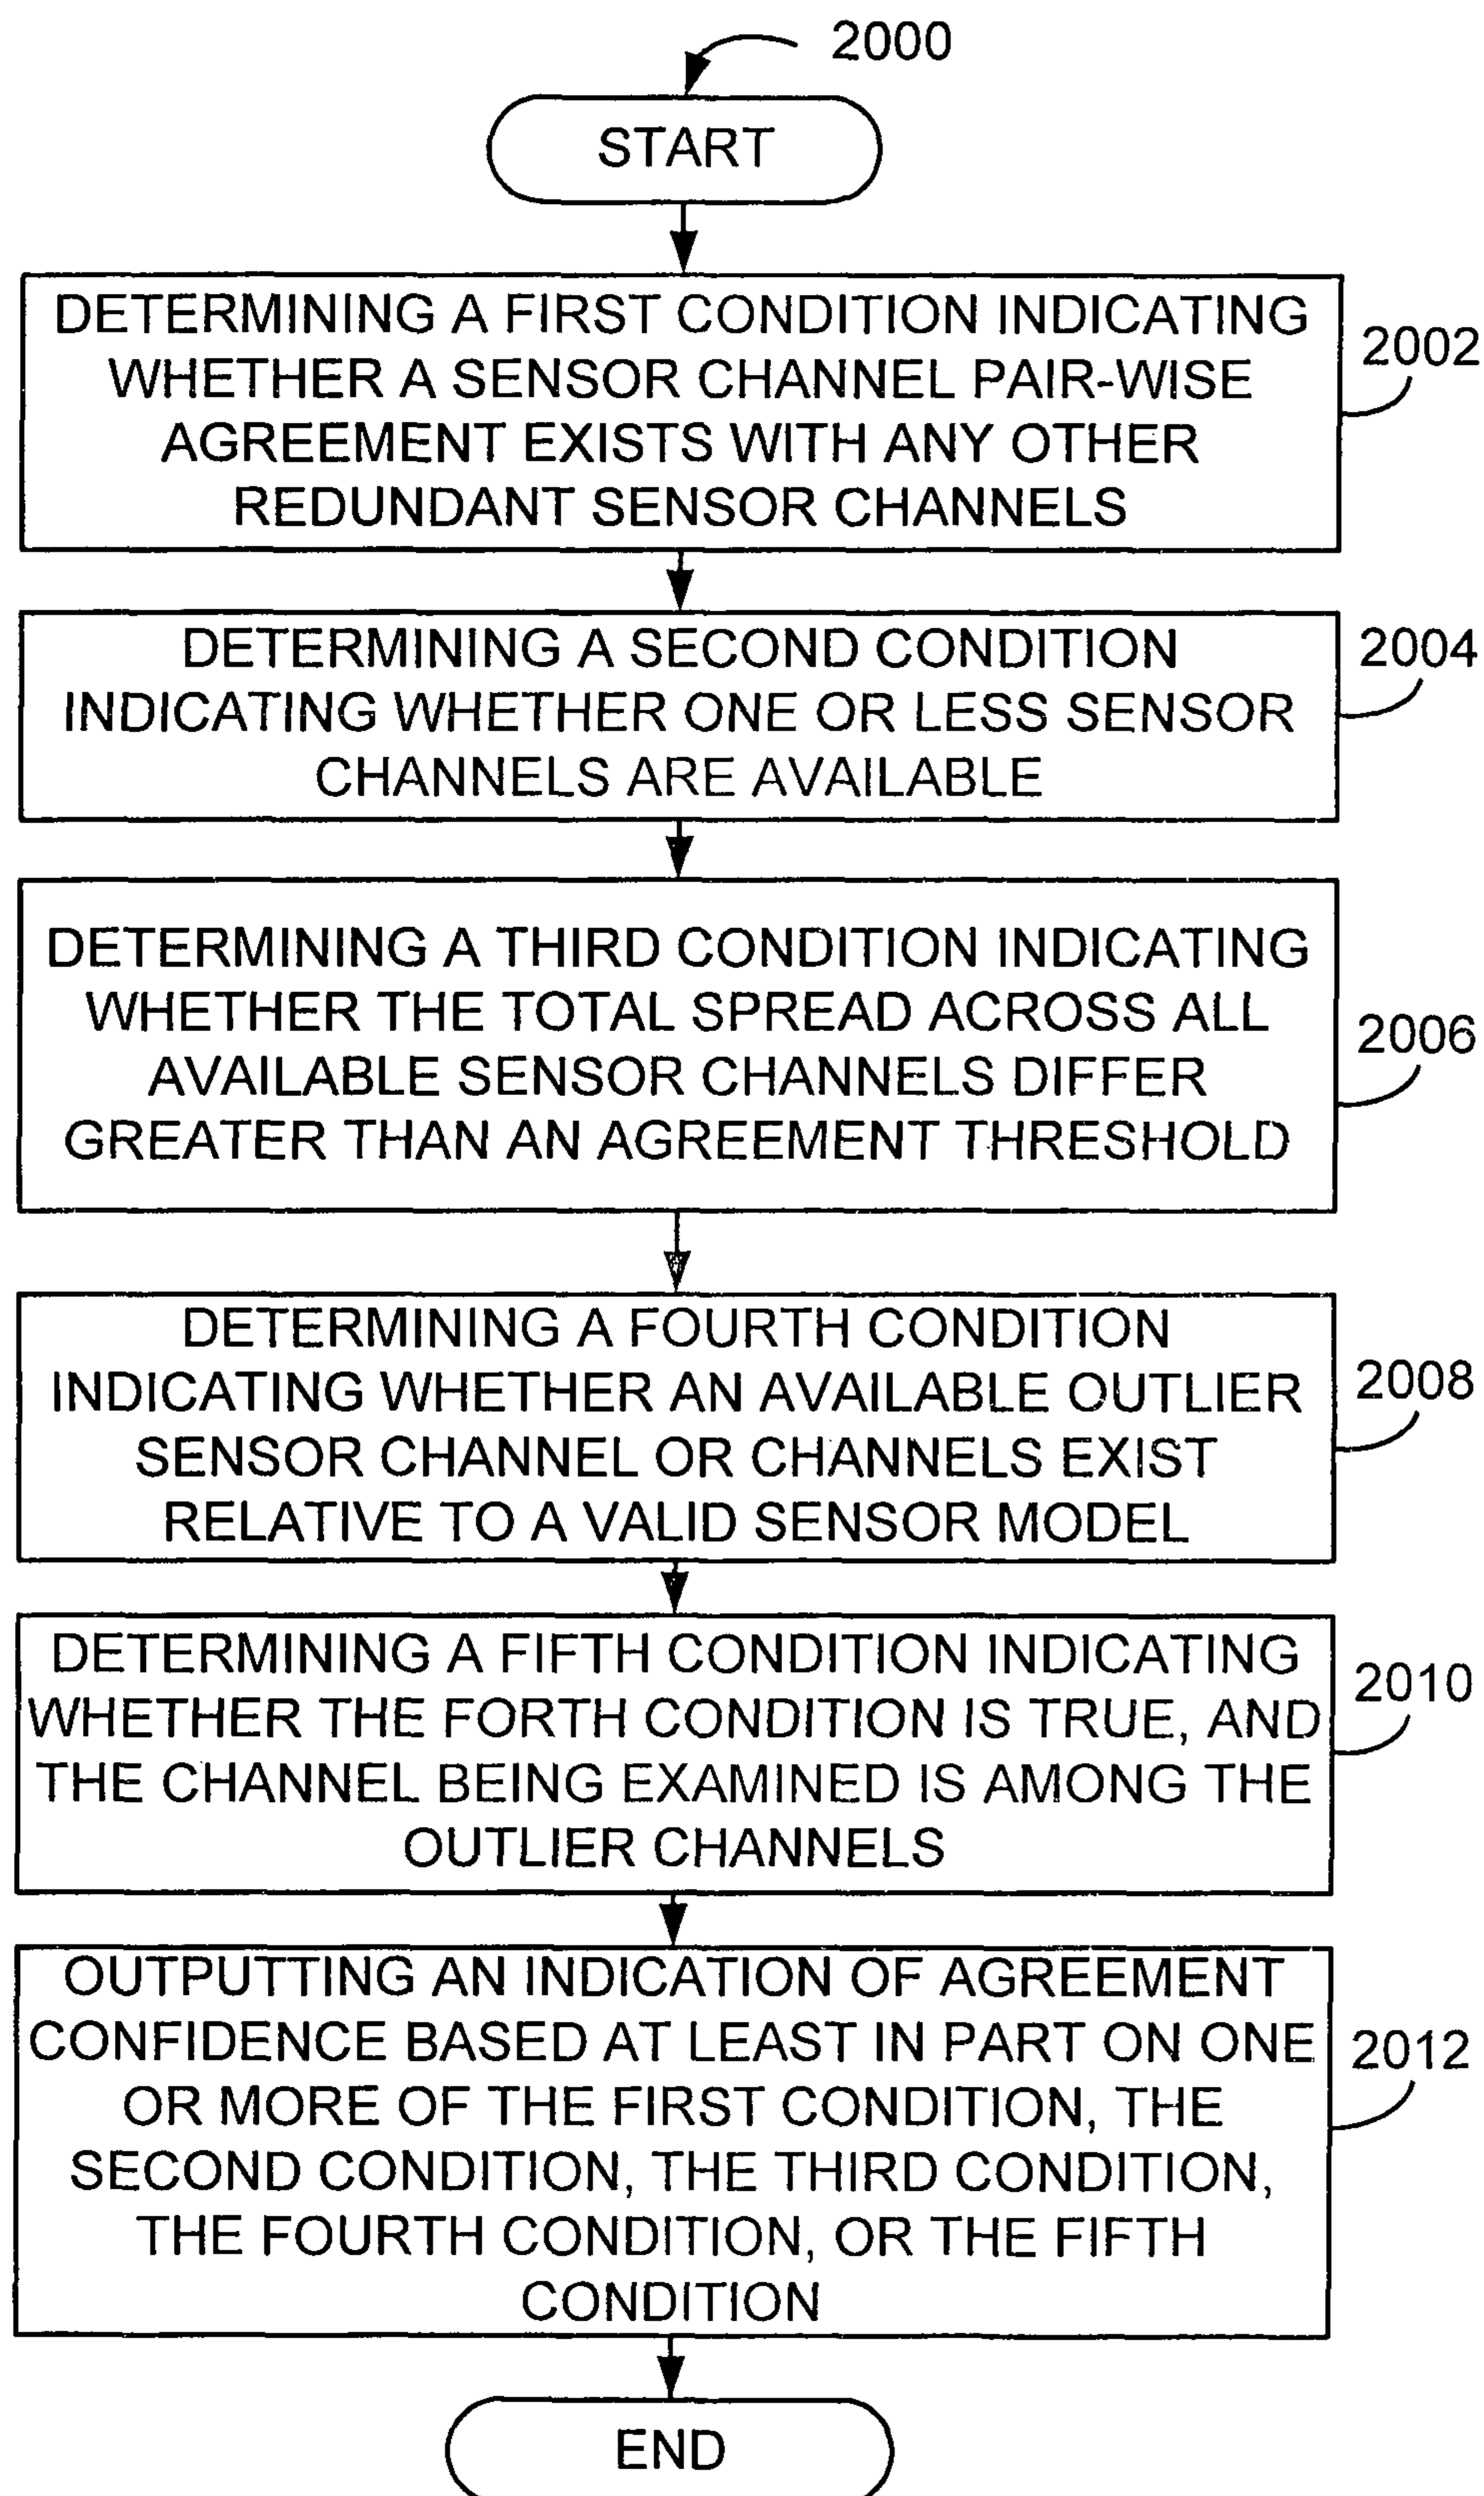 2000
START
DETERMINING A FIRST CONDITION INDICATING
WHETHER A SENSOR CHANNEL PAIR-WISE
AGREEMENT EXISTS WITH ANY OTHER
REDUNDANT SENSOR CHANNELS
2002
DETERMINING A SECOND CONDITION
INDICATING WHETHER ONE OR LESS SENSOR
CHANNELS ARE AVAILABLE
2004
DETERMINING A THIRD CONDITION INDICATING
WHETHER THE TOTAL SPREAD ACROSS ALL
AVAILABLE SENSOR CHANNELS DIFFER
GREATER THAN AN AGREEMENT THRESHOLD
2006
DETERMINING A FOURTH CONDITION
INDICATING WHETHER AN AVAILABLE OUTLIER
SENSOR CHANNEL OR CHANNELS EXIST
RELATIVE TO A VALID SENSOR MODEL
2008
DETERMINING A FIFTH CONDITION INDICATING
WHETHER THE FORTH CONDITION IS TRUE, AND
THE CHANNEL BEING EXAMINED IS AMONG THE
OUTLIER CHANNELS
2010
OUTPUTTING AN INDICATION OF AGREEMENT
CONFIDENCE BASED AT LEAST IN PART ON ONE
OR MORE OF THE FIRST CONDITION, THE
SECOND CONDITION, THE THIRD CONDITION,
THE FOURTH CONDITION, OR THE FIFTH
CONDITION
2012
END